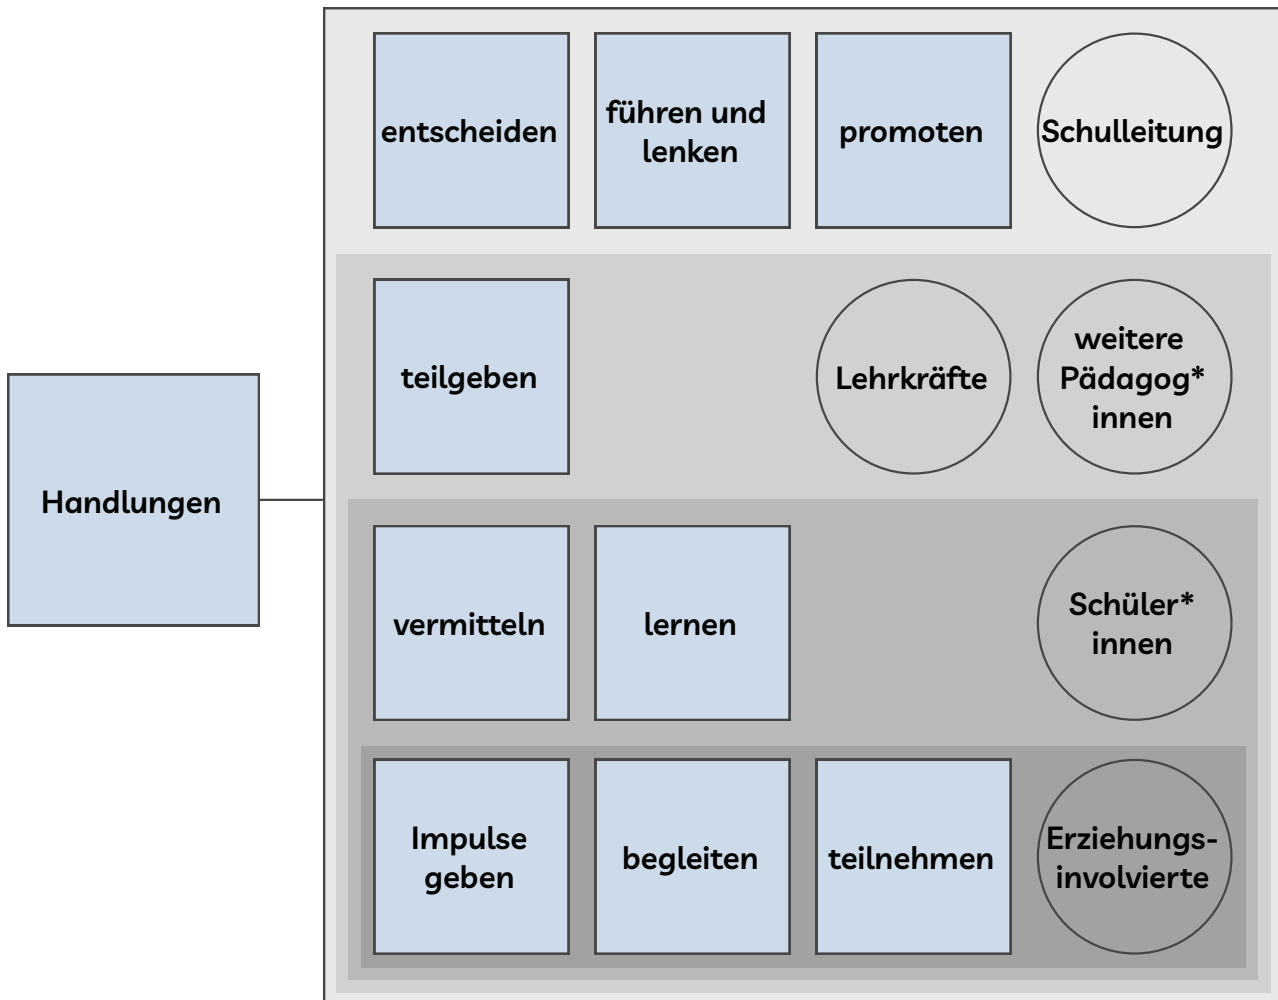 entscheiden
führen und
lenken
promoten
Schulleitung
teilgeben
Lehrkräfte
weitere
Pädagog*
innen
Handlungen
vermitteln
lernen
Schüler*
innen
Impulse
geben
begleiten
teilnehmen
Erziehungs-
involvierte